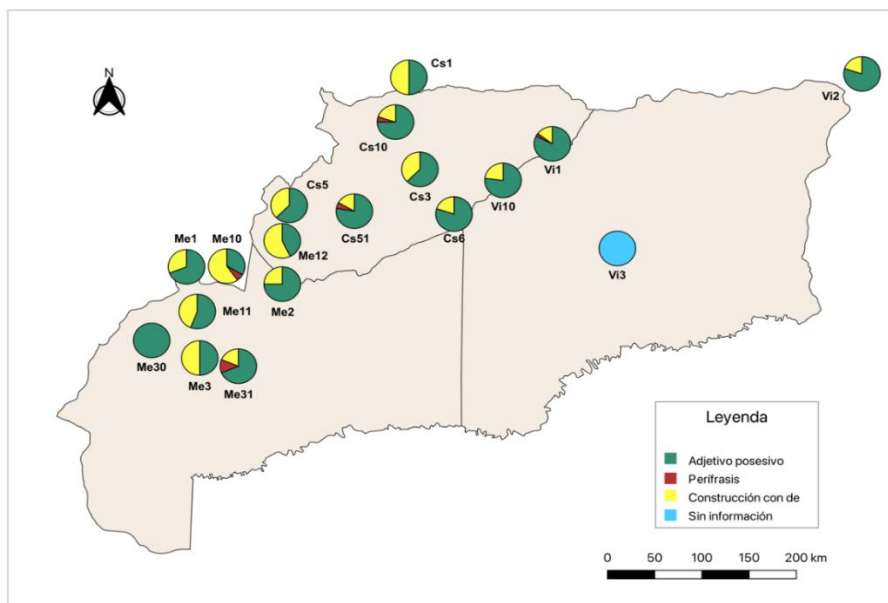 N
Cs1
Vi2
Cs10
Vi1
Cs3
Vi10
Cs5
Cs51
Cs6
Me12
Vi3
Me1
Me10
Me2
Me11
Me30
Me3
Me31
Leyenda
Adjetivo posesivo
Perífrasis
Construcción con de
Sin información
0 50 100 150 200 km